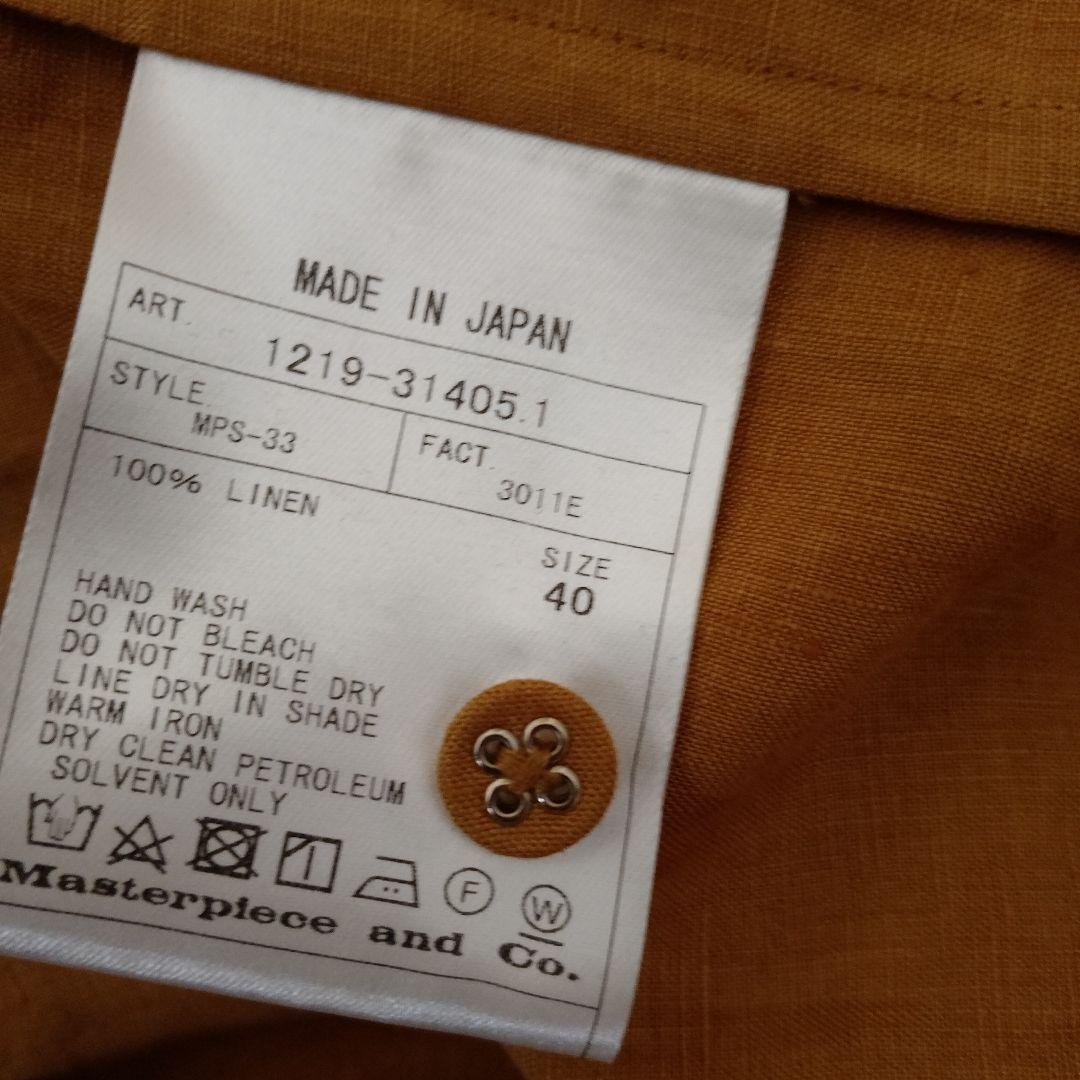 MADE IN JAPAN
ART. 1219-31405.1
STYLE. MPS-33
FACT. 3011E
100% LINEN
SIZE
40
HAND WASH
DO NOT BLEACH
DO NOT TUMBLE DRY
LINE DRY IN SHADE
WARM IRON
DRY CLEAN PETROLEUM
SOLVENT ONLY
F W
Masterpiece and Co.